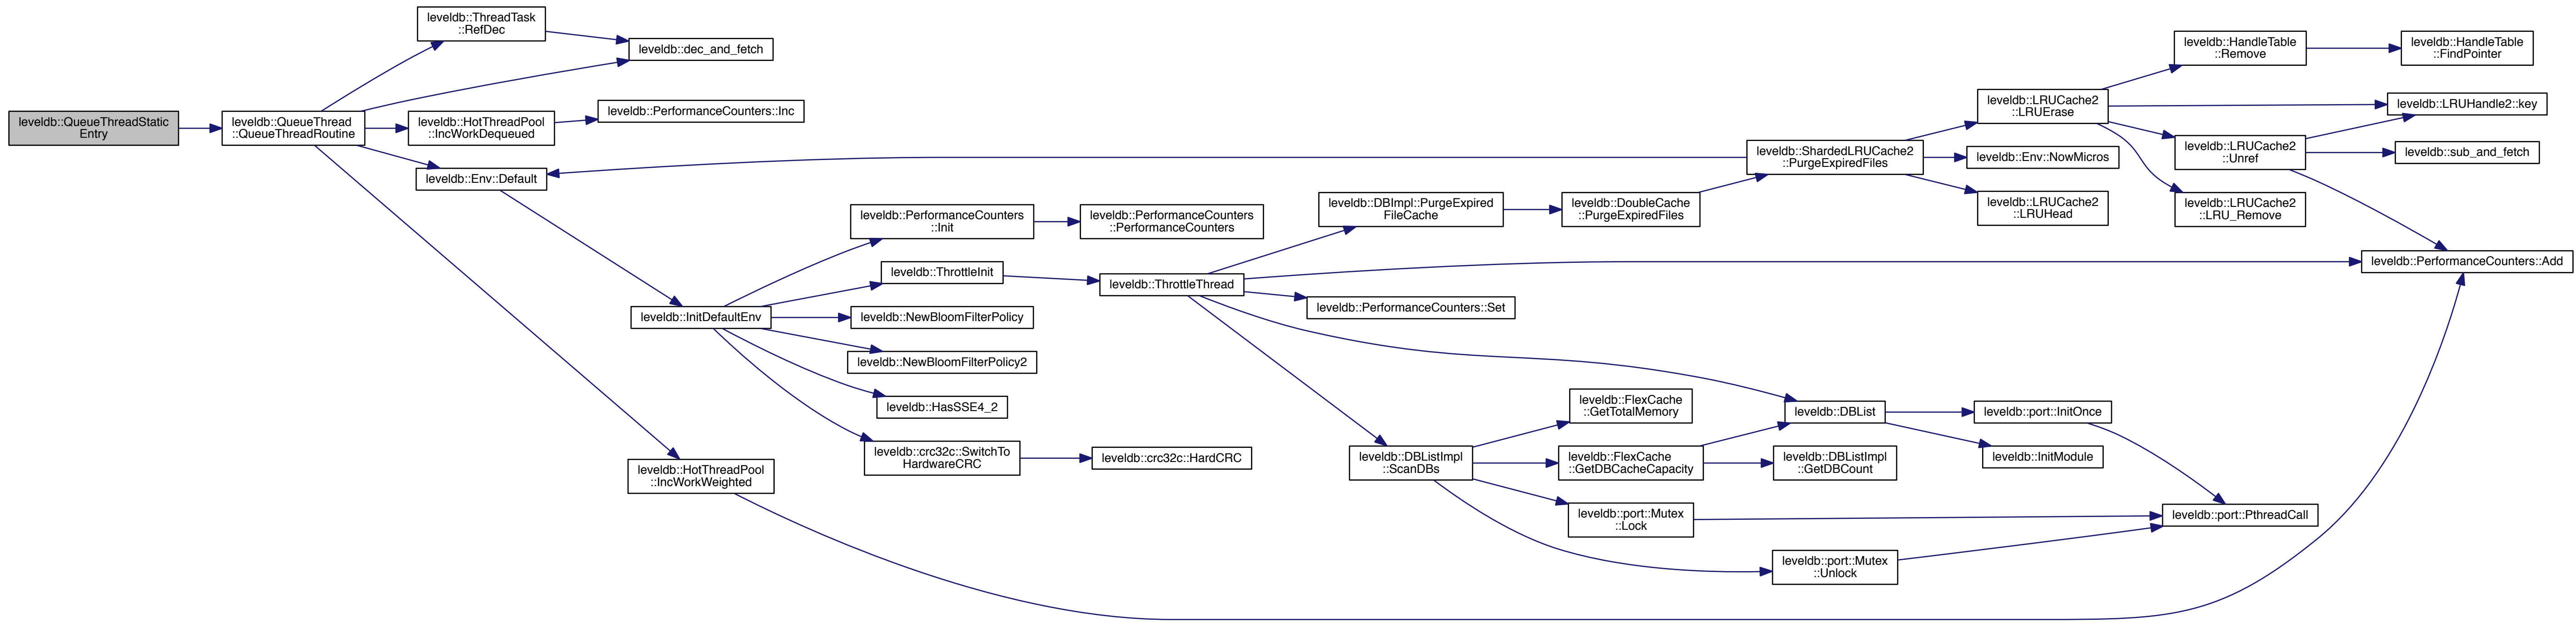 leveldb::QueueThreadStatic
Entry
leveldb::QueueThread
::QueueThreadRoutine
leveldb::ThreadTask
::RefDec
leveldb::dec_and_fetch
leveldb::HotThreadPool
::IncWorkDequeued
leveldb::PerformanceCounters::Inc
leveldb::Env::Default
leveldb::InitDefaultEnv
leveldb::HotThreadPool
::IncWorkWeighted
leveldb::PerformanceCounters
::Init
leveldb::PerformanceCounters
::PerformanceCounters
leveldb::ThrottleInit
leveldb::NewBloomFilterPolicy
leveldb::NewBloomFilterPolicy2
leveldb::HasSSE4_2
leveldb::crc32c::SwitchTo
HardwareCRC
leveldb::crc32c::HardCRC
leveldb::ThrottleThread
leveldb::DBImpl::PurgeExpired
FileCache
leveldb::DoubleCache
::PurgeExpiredFiles
leveldb::PerformanceCounters::Set
leveldb::DBListImpl
::ScanDBs
leveldb::FlexCache
::GetTotalMemory
leveldb::FlexCache
::GetDBCacheCapacity
leveldb::port::Mutex
::Lock
leveldb::port::Mutex
::Unlock
leveldb::DBList
leveldb::DBListImpl
::GetDBCount
leveldb::ShardedLRUCache2
::PurgeExpiredFiles
leveldb::LRUCache2
::LRUErase
leveldb::Env::NowMicros
leveldb::LRUCache2
::LRUHead
leveldb::port::InitOnce
leveldb::InitModule
leveldb::HandleTable
::Remove
leveldb::LRUCache2
::Unref
leveldb::LRUCache2
::LRU_Remove
leveldb::port::PthreadCall
leveldb::HandleTable
::FindPointer
leveldb::LRUHandle2::key
leveldb::sub_and_fetch
leveldb::PerformanceCounters::Add